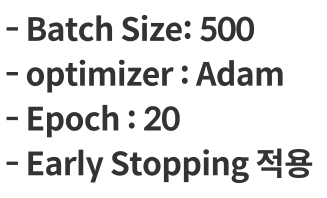 - Batch Size: 500
- optimizer : Adam
- Epoch : 20
- Early Stopping 적용